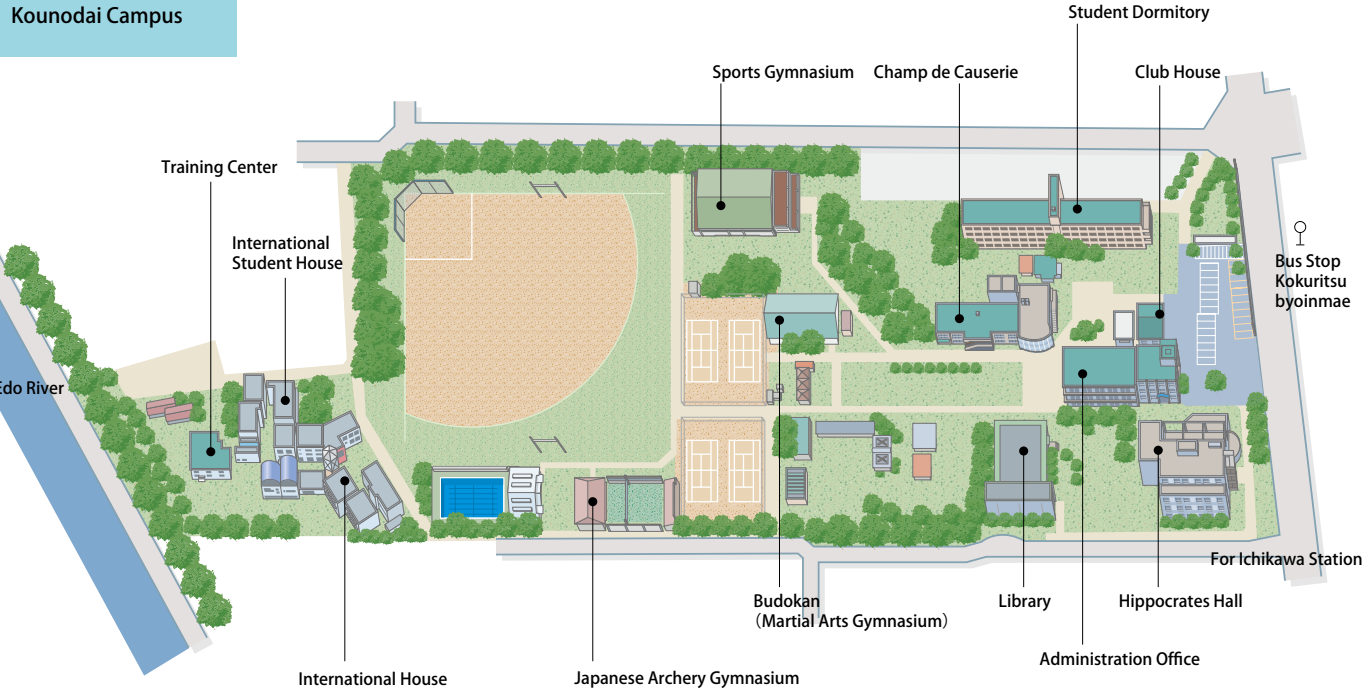 Kounodai Campus
Student Dormitory
Sports Gymnasium
Champ de Causerie
Club House
Training Center
International
Student House
Bus Stop
Kokuritsu
byoinmae
Edo River
For Ichikawa Station
Budokan
（Martial Arts Gymnasium）
Library
Hippocrates Hall
Administration Office
International House
Japanese Archery Gymnasium